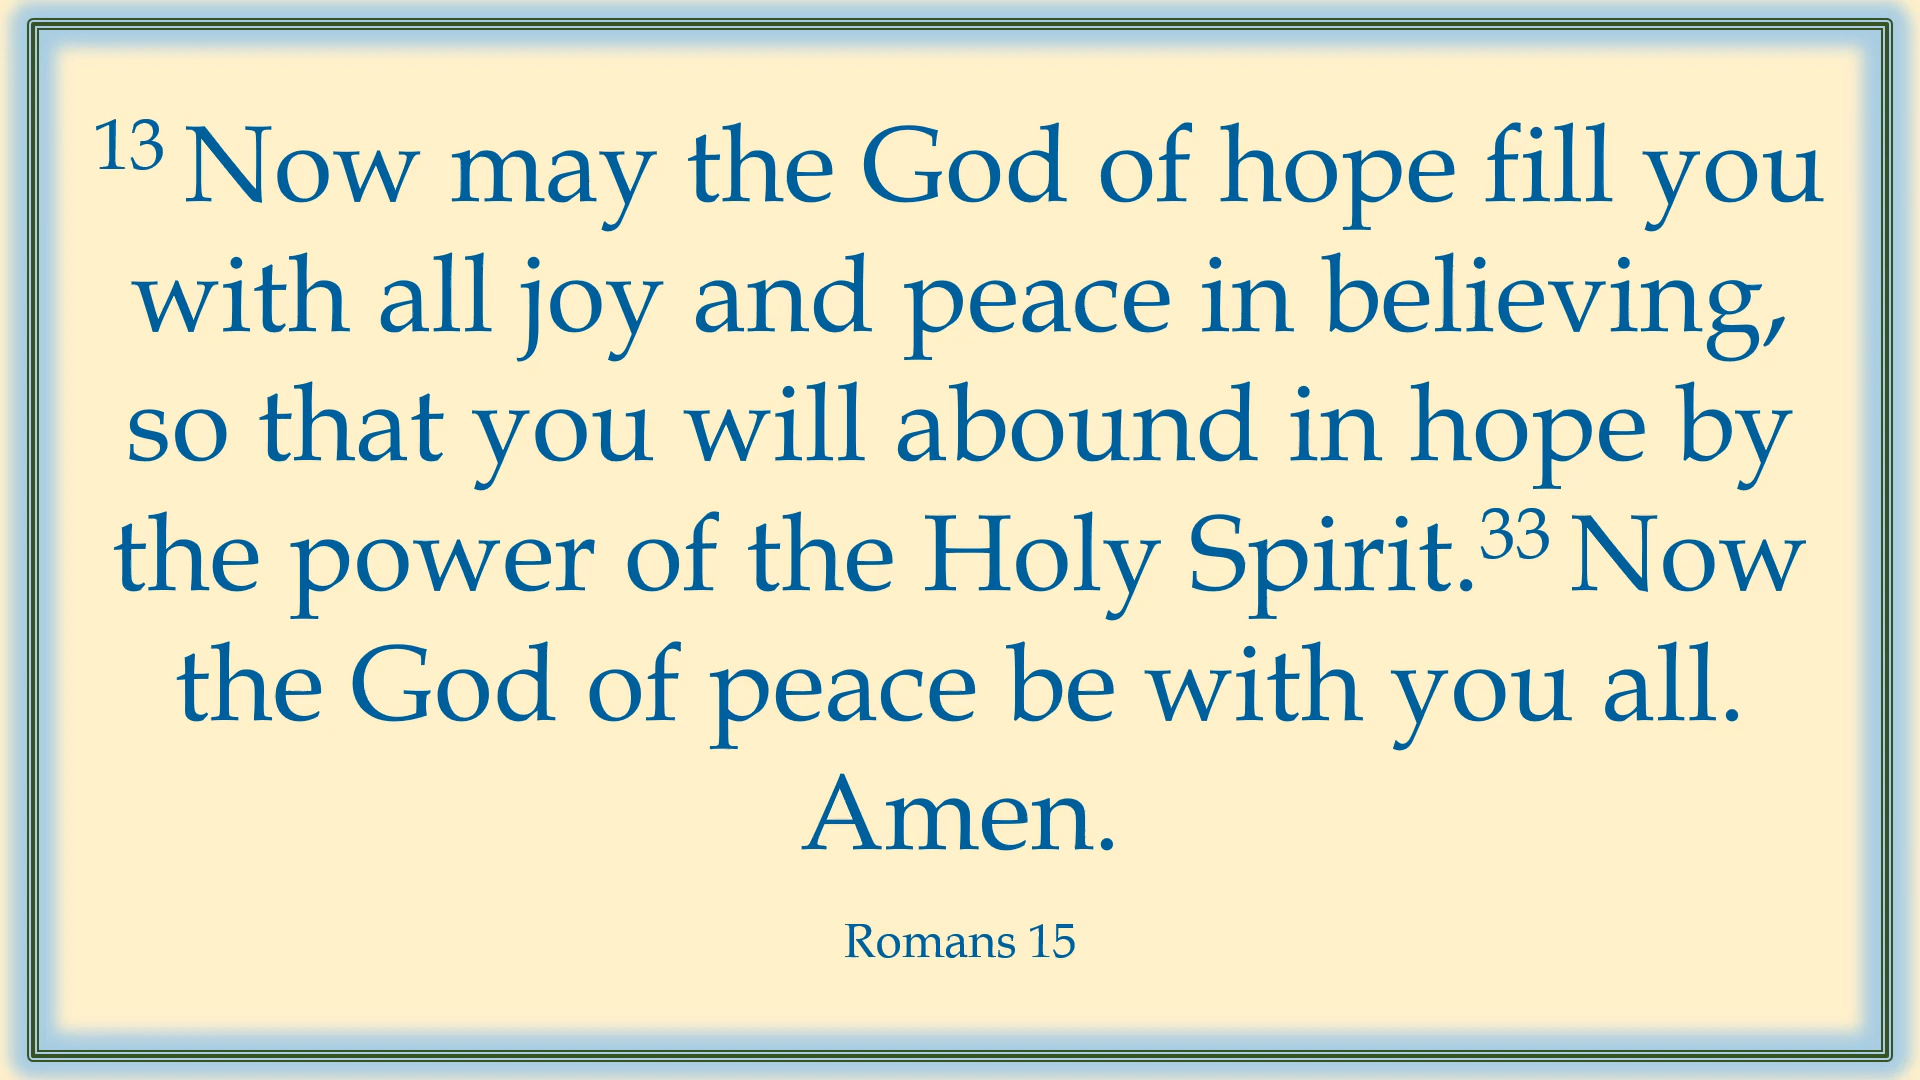 13 Now may the God of hope fill you
with all joy and peace in believing,
so that you will abound in hope by
the power of the Holy Spirit.33 Now
the God of peace be with you all.
Amen.
Romans 15